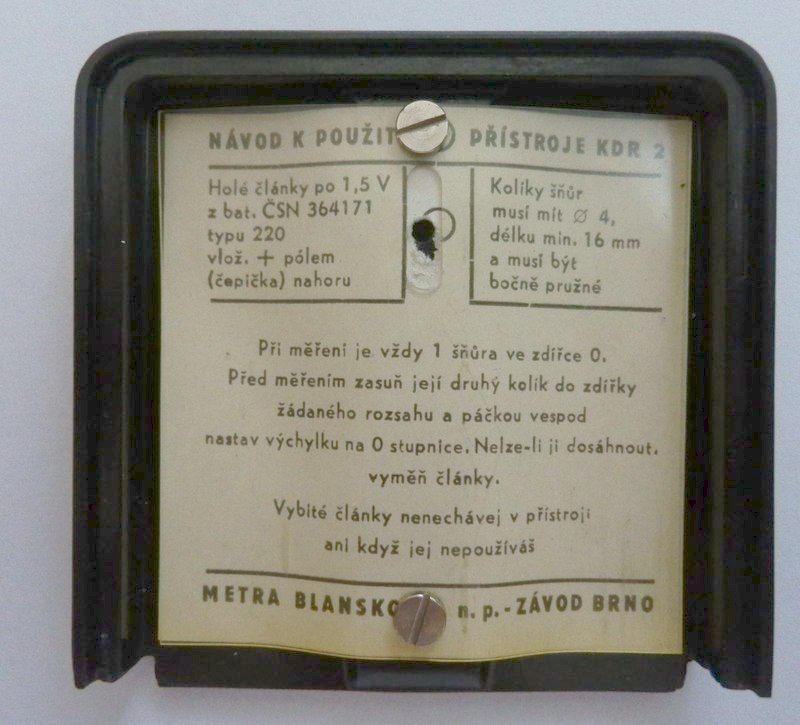 NÁVOD K POUŽIT PŘÍSTROJE KDR 2
Holé články po 1,5 V
z bat. ČSN 364171
typu 220
vlož. + pólem
(čepička) nahoru
Kolíky šňůr
musí mít ∅ 4,
délku min. 16 mm
a musí být
bočně pružné
Při měření je vždy 1 šňůra ve zdířce 0.
Před měřením zasuň její druhý kolík do zdířky
žádaného rozsahu a páčkou vespod
nastav výchylku na 0 stupnice. Nelze-li ji dosáhnout.
vyměň články.
Vybité články nenechávej v přístroji
ani když jej nepoužíváš
METRA BLANSKO n. p. - ZÁVOD BRNO